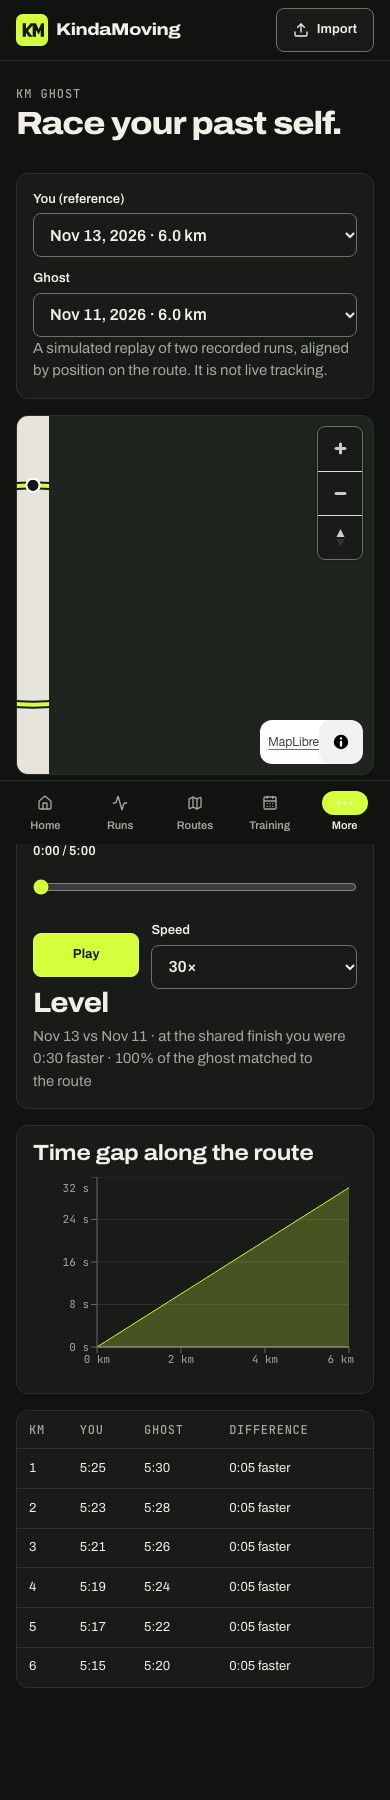 KM KindaMoving
Import
KM GHOST
Race your past self.
You (reference)
Nov 13, 2026 · 6.0 km
Ghost
Nov 11, 2026 · 6.0 km
A simulated replay of two recorded runs, aligned
by position on the route. It is not live tracking.
MapLibre
Home Runs Routes Training More
0:00 / 5:00
Speed
Play
30×
Level
Nov 13 vs Nov 11 · at the shared finish you were
0:30 faster · 100% of the ghost matched to
the route
Time gap along the route
32 s
24 s
16 s
8 s
0 s
0 km 2 km 4 km 6 km
KM YOU GHOST DIFFERENCE
1 5:25 5:30 0:05 faster
2 5:23 5:28 0:05 faster
3 5:21 5:26 0:05 faster
4 5:19 5:24 0:05 faster
5 5:17 5:22 0:05 faster
6 5:15 5:20 0:05 faster